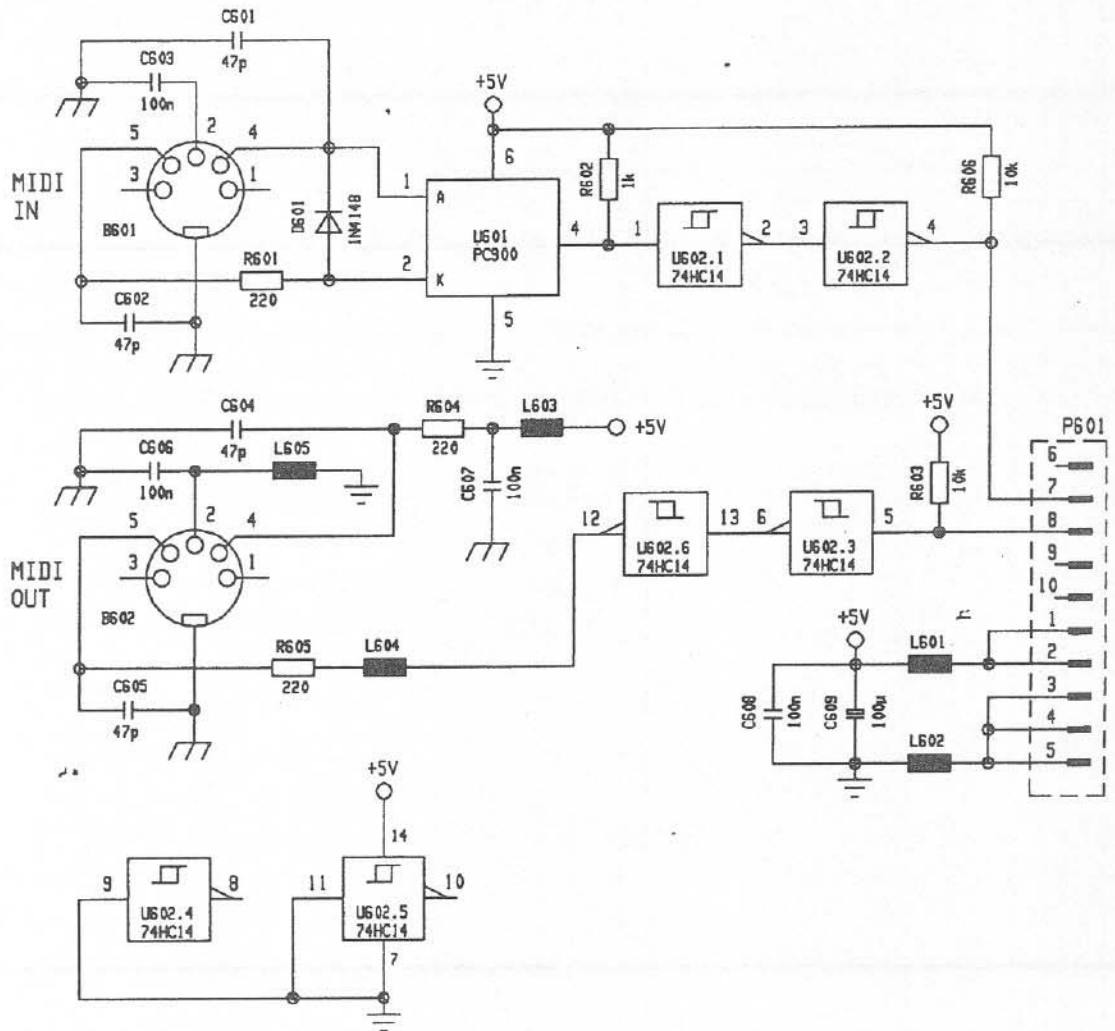 C601
47p
C603
100n
5
2
4
3
1
MIDI
IN
B601
D601
1N4148
R601
220
C602
47p
+5V
6
1
A
U601
PC900
2
K
4
5
R602
1k
1
U602.1
74HC14
2
3
U602.2
74HC14
4
R606
10k
C604
47p
C606
100n
L605
R604
220
L603
+5V
C607
100n
5
2
4
3
1
MIDI
OUT
B602
R605
220
L604
C605
47p
12
U602.6
74HC14
13
6
U602.3
74HC14
5
+5V
R603
10k
P601
6
7
8
9
10
1
2
3
4
5
+5V
L601
C608
100n
C609
100µ
L602
9
U602.4
74HC14
8
+5V
14
11
U602.5
74HC14
10
7